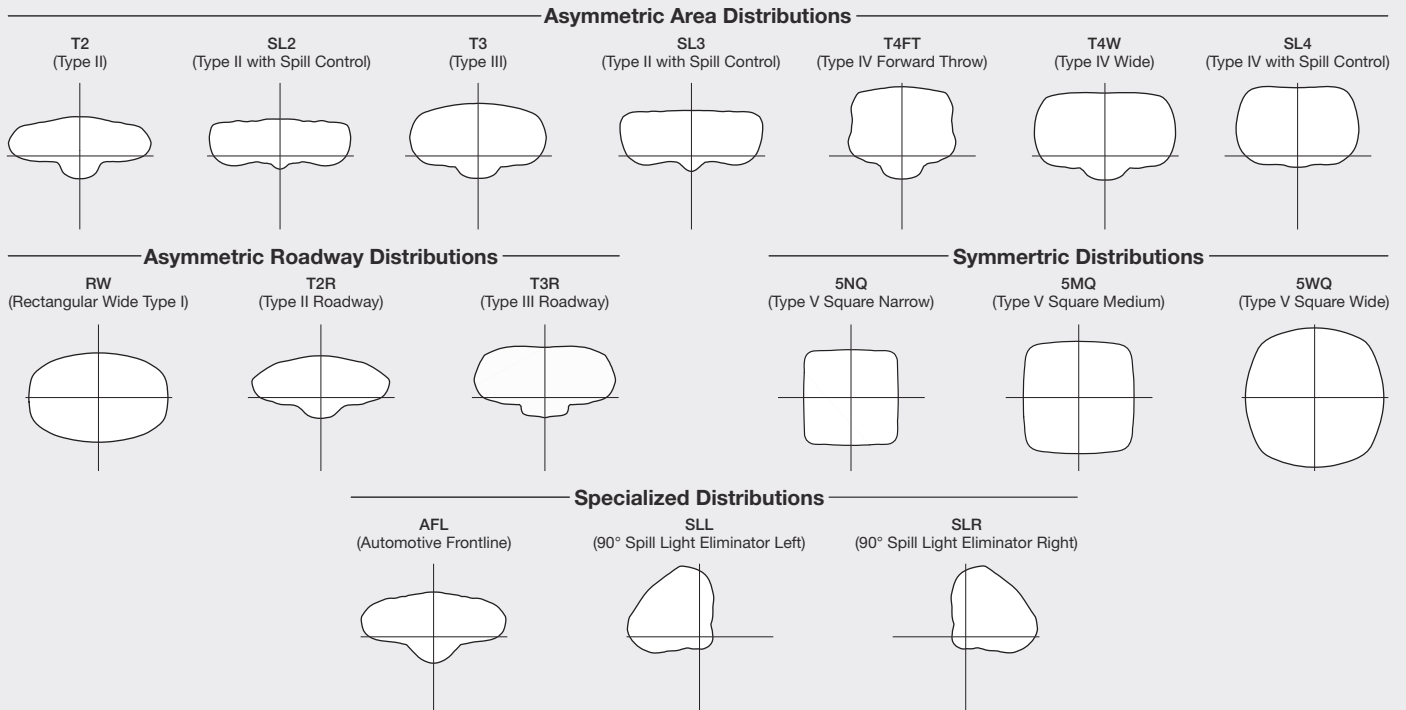 Asymmetric Area Distributions
T2
(Type II)
SL2
(Type II with Spill Control)
T3
(Type III)
SL3
(Type II with Spill Control)
T4FT
(Type IV Forward Throw)
T4W
(Type IV Wide)
SL4
(Type IV with Spill Control)
Asymmetric Roadway Distributions
RW
(Rectangular Wide Type I)
T2R
(Type II Roadway)
T3R
(Type III Roadway)
Symmertric Distributions
5NQ
(Type V Square Narrow)
5MQ
(Type V Square Medium)
5WQ
(Type V Square Wide)
Specialized Distributions
AFL
(Automotive Frontline)
SLL
(90° Spill Light Eliminator Left)
SLR
(90° Spill Light Eliminator Right)